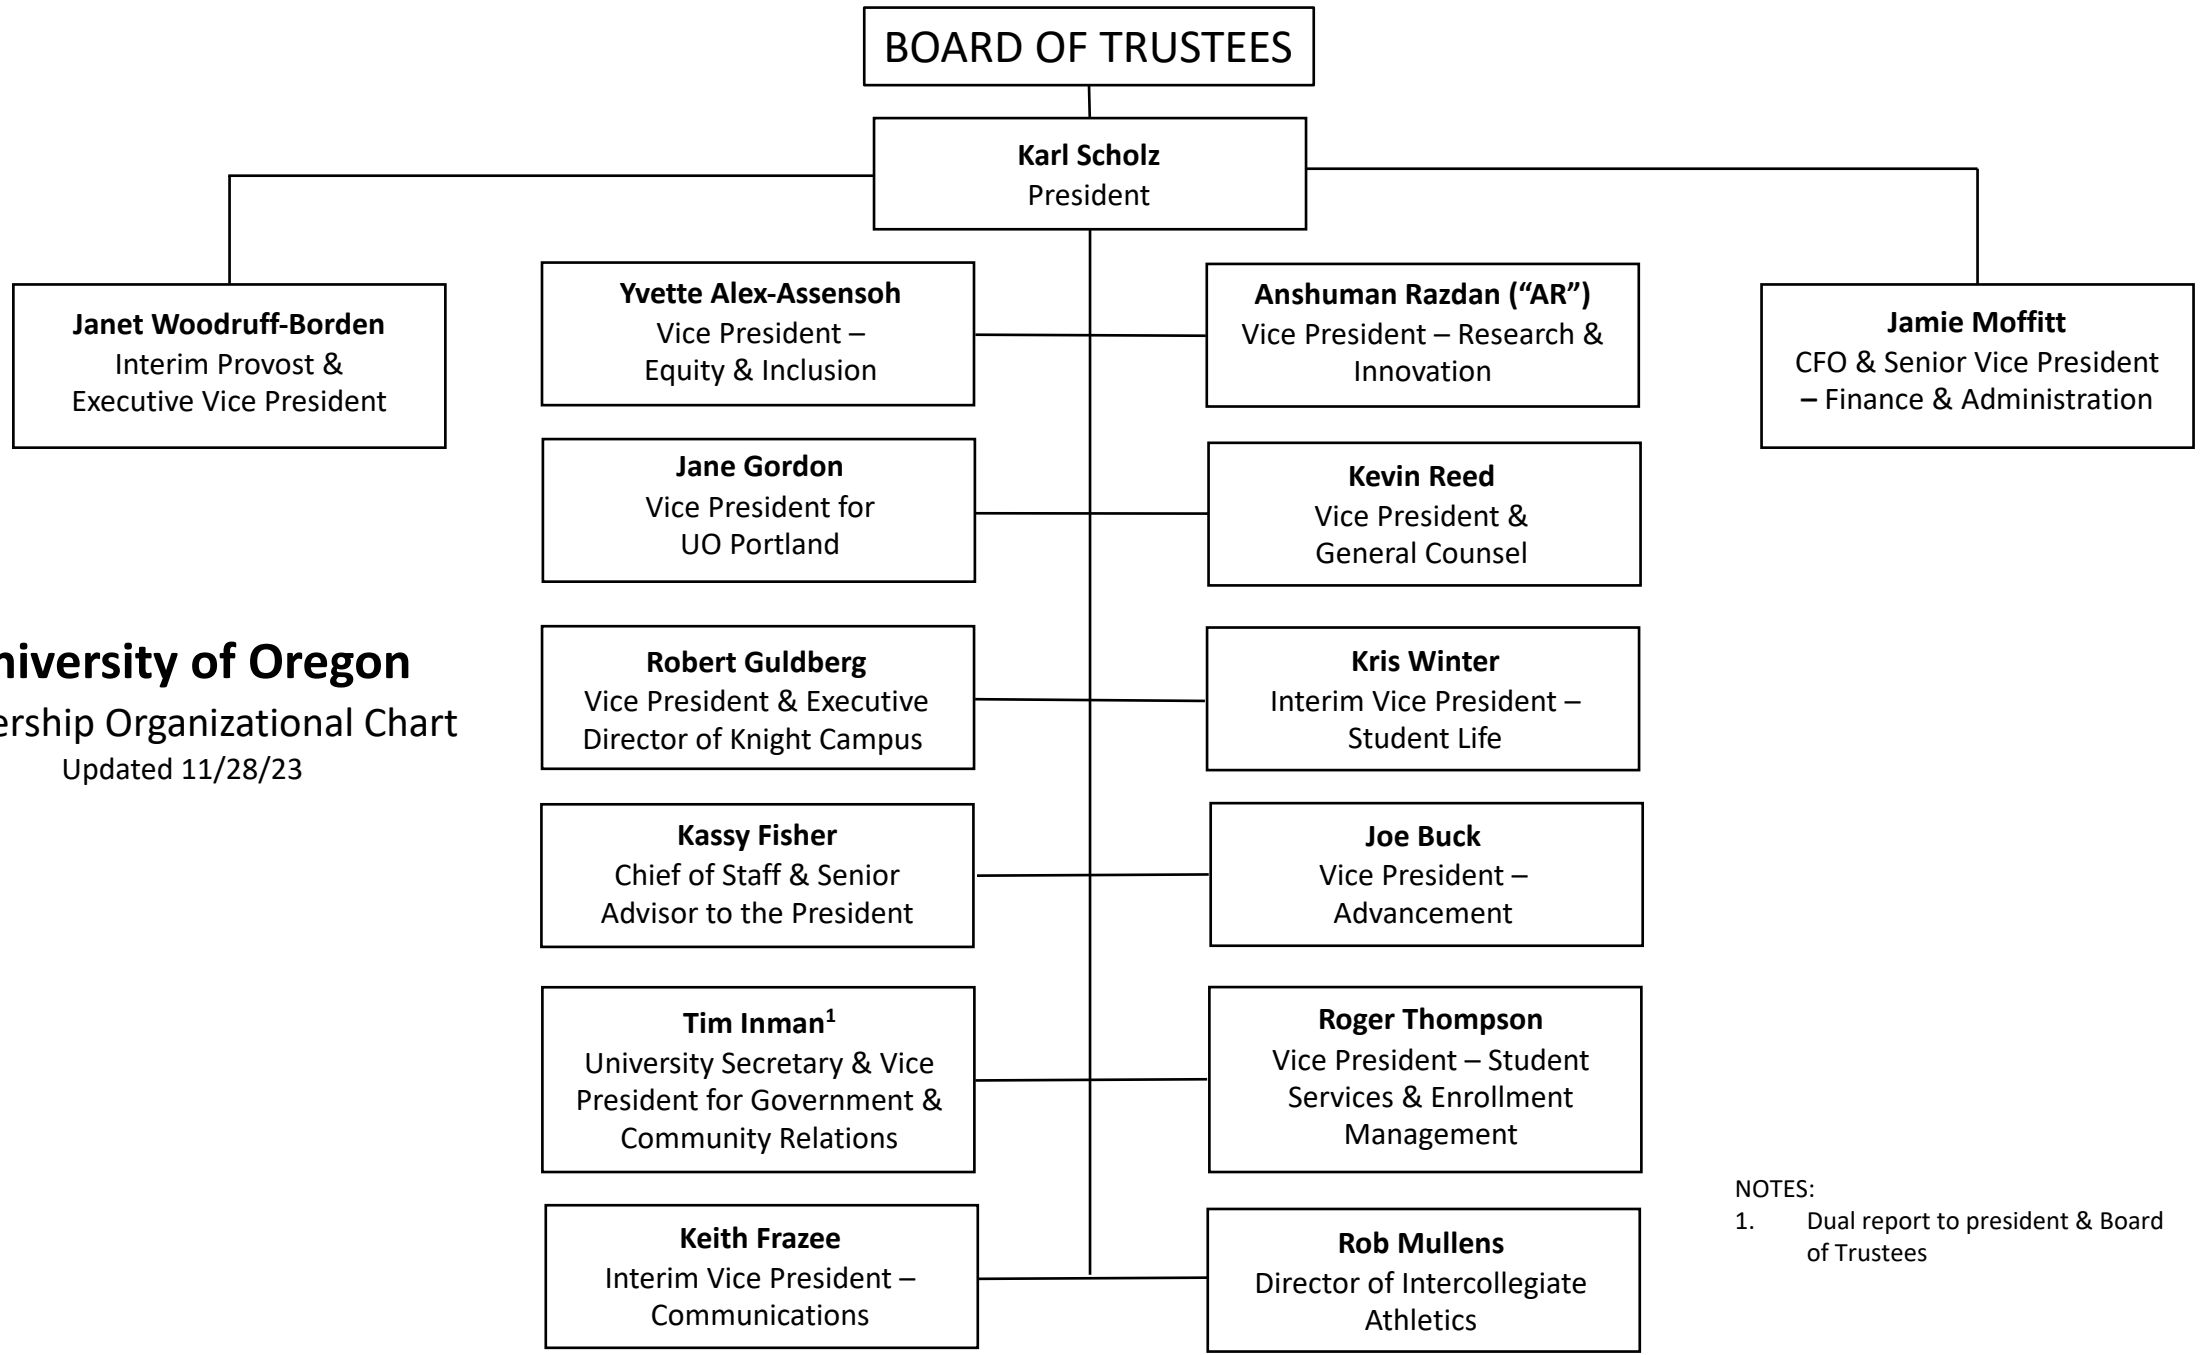 BOARD OF TRUSTEES
Karl Scholz
President
Janet Woodruff-Borden
Interim Provost &
Executive Vice President
Yvette Alex-Assensoh
Vice President –
Equity & Inclusion
Anshuman Razdan (“AR”)
Vice President – Research &
Innovation
Jamie Moffitt
CFO & Senior Vice President
– Finance & Administration
Jane Gordon
Vice President for
UO Portland
Kevin Reed
Vice President &
General Counsel
niversity of Oregon
ership Organizational Chart
Updated 11/28/23
Robert Guldberg
Vice President & Executive
Director of Knight Campus
Kris Winter
Interim Vice President –
Student Life
Kassy Fisher
Chief of Staff & Senior
Advisor to the President
Joe Buck
Vice President –
Advancement
Tim Inman¹
University Secretary & Vice
President for Government &
Community Relations
Roger Thompson
Vice President – Student
Services & Enrollment
Management
Keith Frazee
Interim Vice President –
Communications
Rob Mullens
Director of Intercollegiate
Athletics
NOTES:
1. Dual report to president & Board
of Trustees